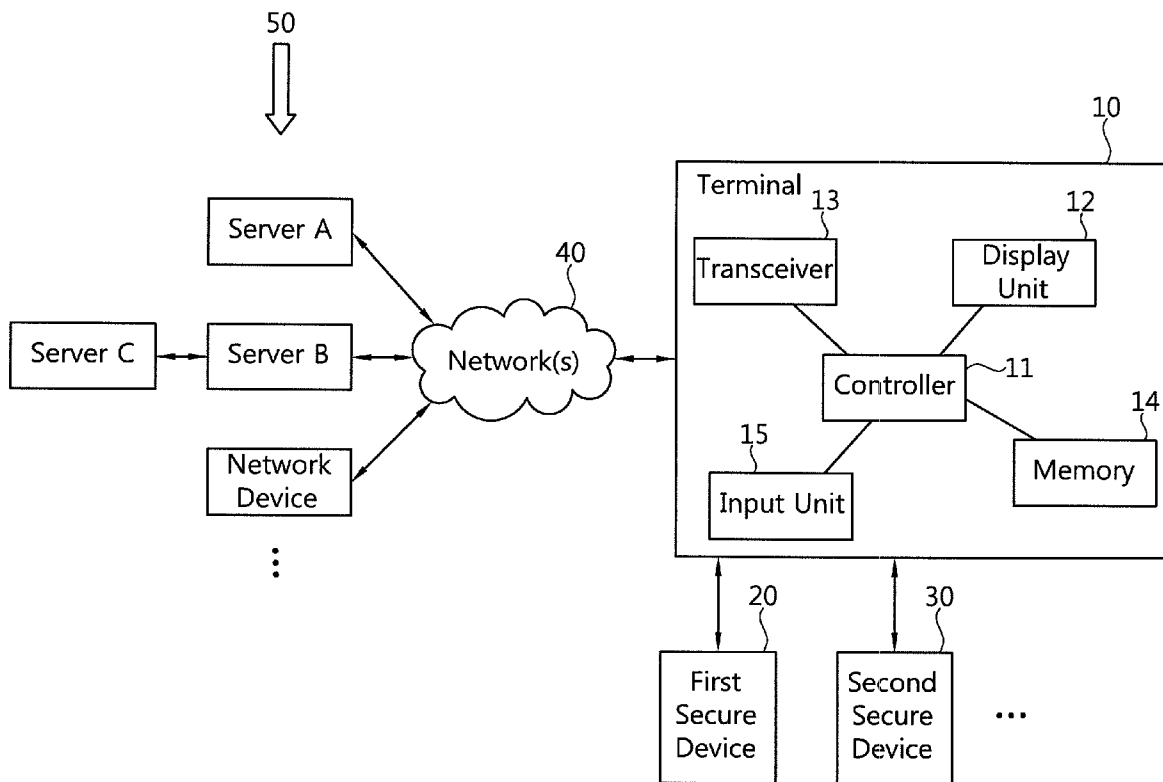 50
10
Terminal
13
12
Transceiver
Display
Unit
Server A
40
Server C
Server B
Network(s)
Controller
11
14
Memory
15
Input Unit
Network
Device
⋮
20
30
First
Secure
Device
Second
Secure
Device
...